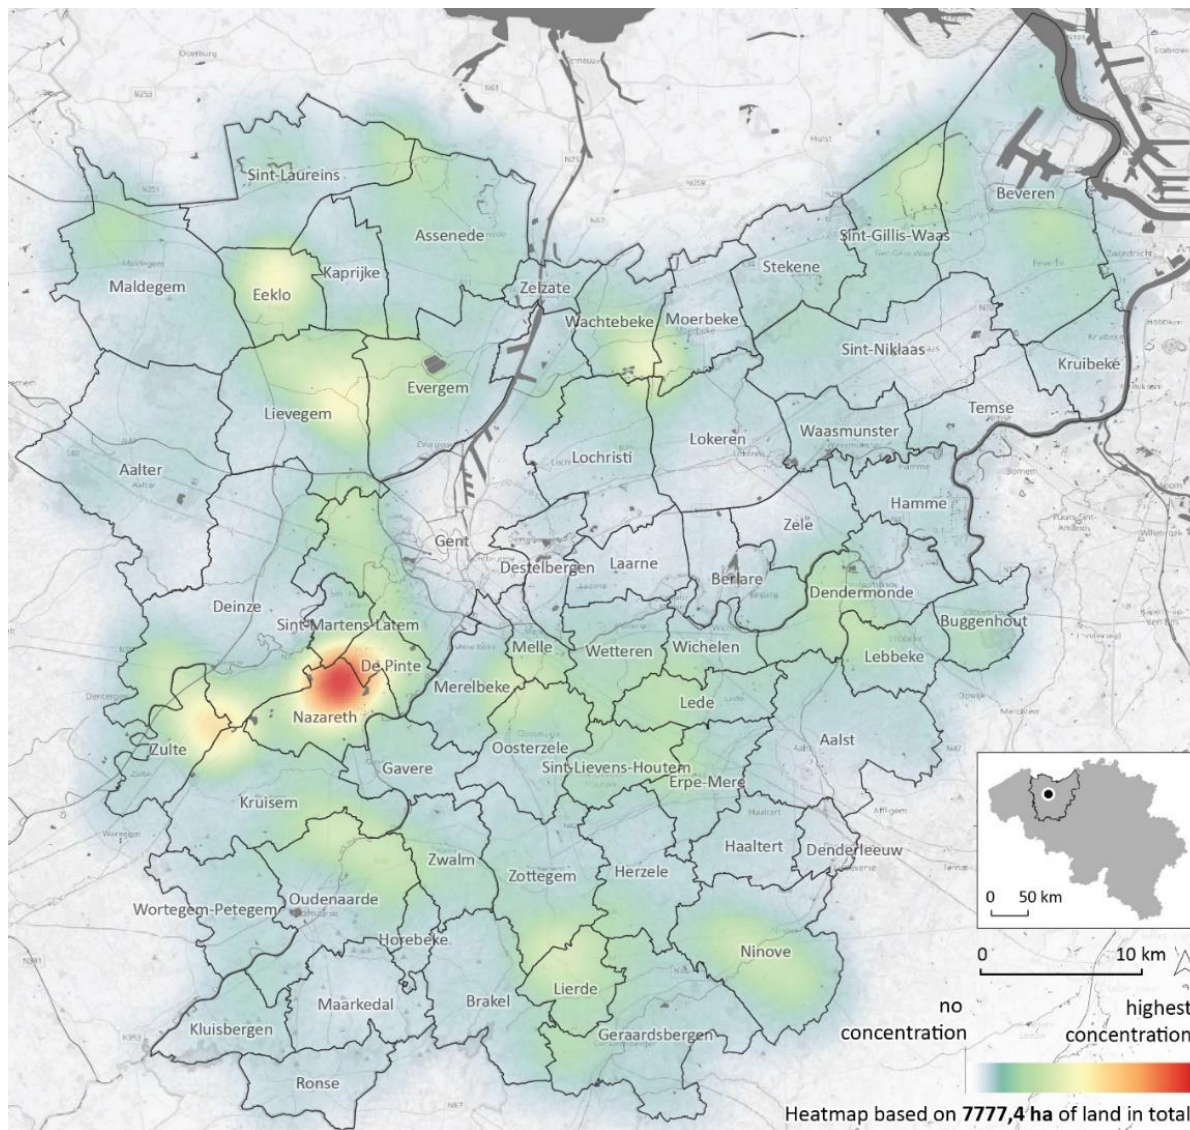 Sint-Laureins
Assenede
Maldegem
Eeklo
Kaprijke
Zelzate
Wachtebeke
Moerbeke
Stekene
Sint-Gillis-Waas
Beveren
Sint-Niklaas
Kruibeke
Evergem
Lievegem
Temse
Waasmunster
Lokeren
Lochristi
Aalter
Hamme
Zele
Gent
Destelbergen
Laarne
Berlare
Dendermonde
Buggenhout
Deinze
Sint-Martens-Latem
De Pinte
Melle
Wetteren
Wichelen
Lebbeke
Merelbeke
Nazareth
Lede
Zulte
Oosterzele
Aalst
Gavere
Sint-Lievens-Houtem
Erpe-Mere
Kruisem
Zwalm
Zottegem
Herzele
Haaltert
Denderleeuw
Oudenaarde
Wortegem-Petegem
Horebeke
Ninove
Lierde
Maarkedal
Brakel
Kluisbergen
Geraardsbergen
Ronse
0 50 km
0 10 km
no
concentration
highest
concentration
Heatmap based on 7777,4 ha of land in total